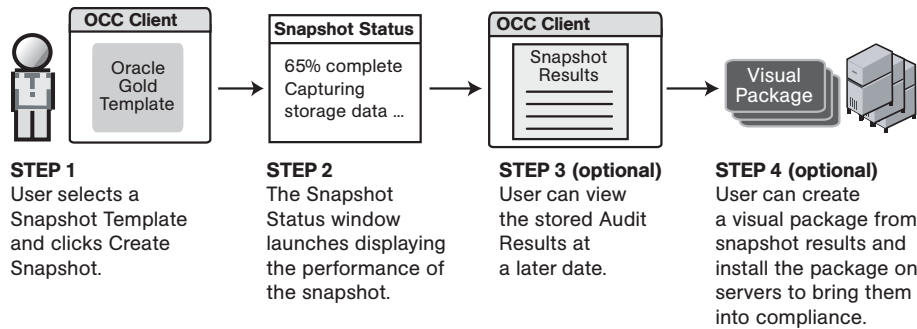 OCC Client
Oracle
Gold
Template
Snapshot Status
65% complete
Capturing
storage data ...
OCC Client
Snapshot
Results
Visual
Package
STEP 1
User selects a
Snapshot Template
and clicks Create
Snapshot.
STEP 2
The Snapshot
Status window
launches displaying
the performance of
the snapshot.
STEP 3 (optional)
User can view
the stored Audit
Results at
a later date.
STEP 4 (optional)
User can create
a visual package from
snapshot results and
install the package on
servers to bring them
into compliance.